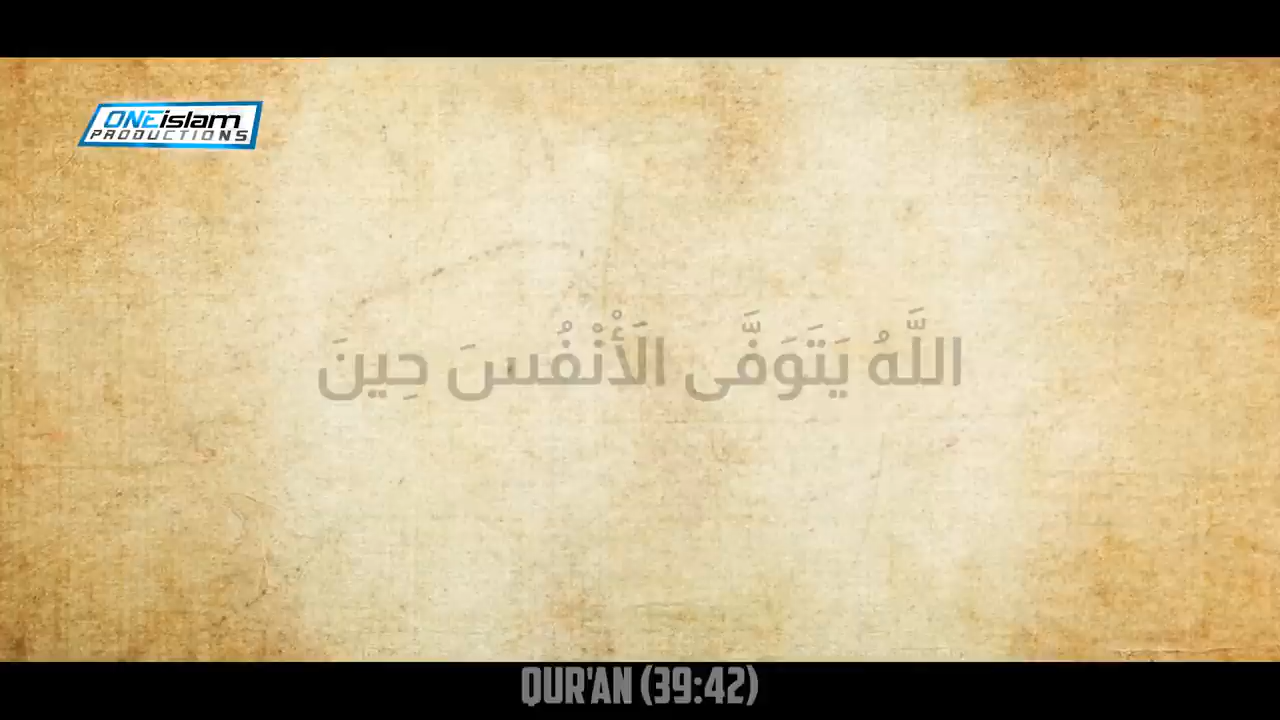 ONEislam
PRODUCTIONS
اللَّهُ يَتَوَفَّى الْأَنْفُسَ حِينَ
QUR'AN (39:42)